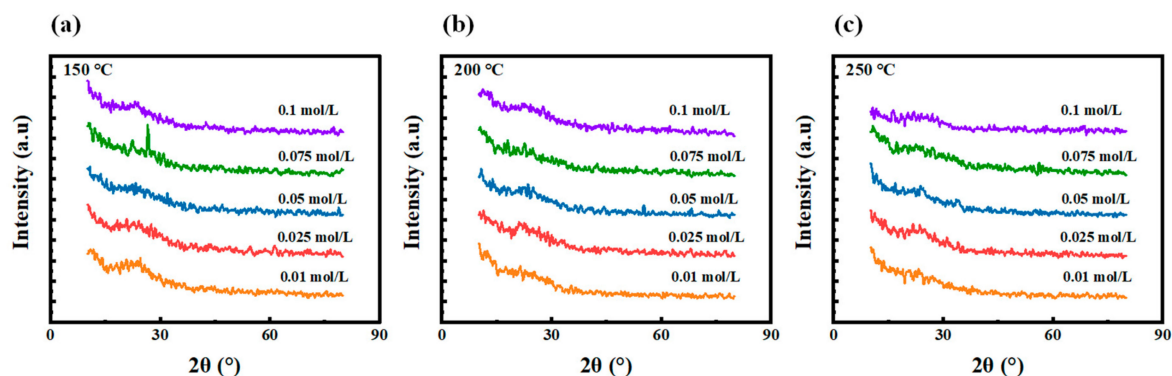 (a)
150 ℃
0.1 mol/L
0.075 mol/L
0.05 mol/L
0.025 mol/L
0.01 mol/L
Intensity (a.u)
0 30 60 90
2θ (°)
(b)
200 ℃
0.1 mol/L
0.075 mol/L
0.05 mol/L
0.025 mol/L
0.01 mol/L
Intensity (a.u)
0 30 60 90
2θ (°)
(c)
250 ℃
0.1 mol/L
0.075 mol/L
0.05 mol/L
0.025 mol/L
0.01 mol/L
Intensity (a.u)
0 30 60 90
2θ (°)